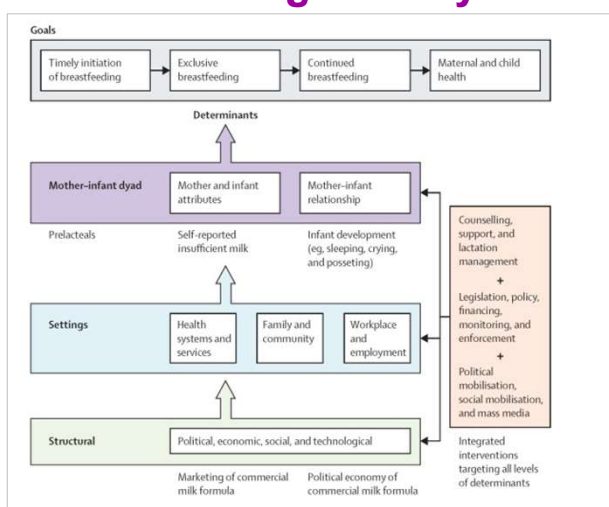 Goals
Timely initiation
of breastfeeding
Exclusive
breastfeeding
Continued
breastfeeding
Maternal and child
health
Determinants
Mother–infant dyad
Mother and infant
attributes
Mother–infant
relationship
Prelacteals
Self-reported
insufficient milk
Infant development
(eg, sleeping, crying,
and posseting)
Settings
Health
systems and
services
Family and
community
Workplace
and
employment
Structural
Political, economic, social, and technological
Marketing of commercial
milk formula
Political economy of
commercial milk formula
Counselling,
support, and
lactation
management
+
Legislation, policy,
financing,
monitoring, and
enforcement
+
Political
mobilisation,
social mobilisation,
and mass media
Integrated
interventions
targeting all levels
of determinants